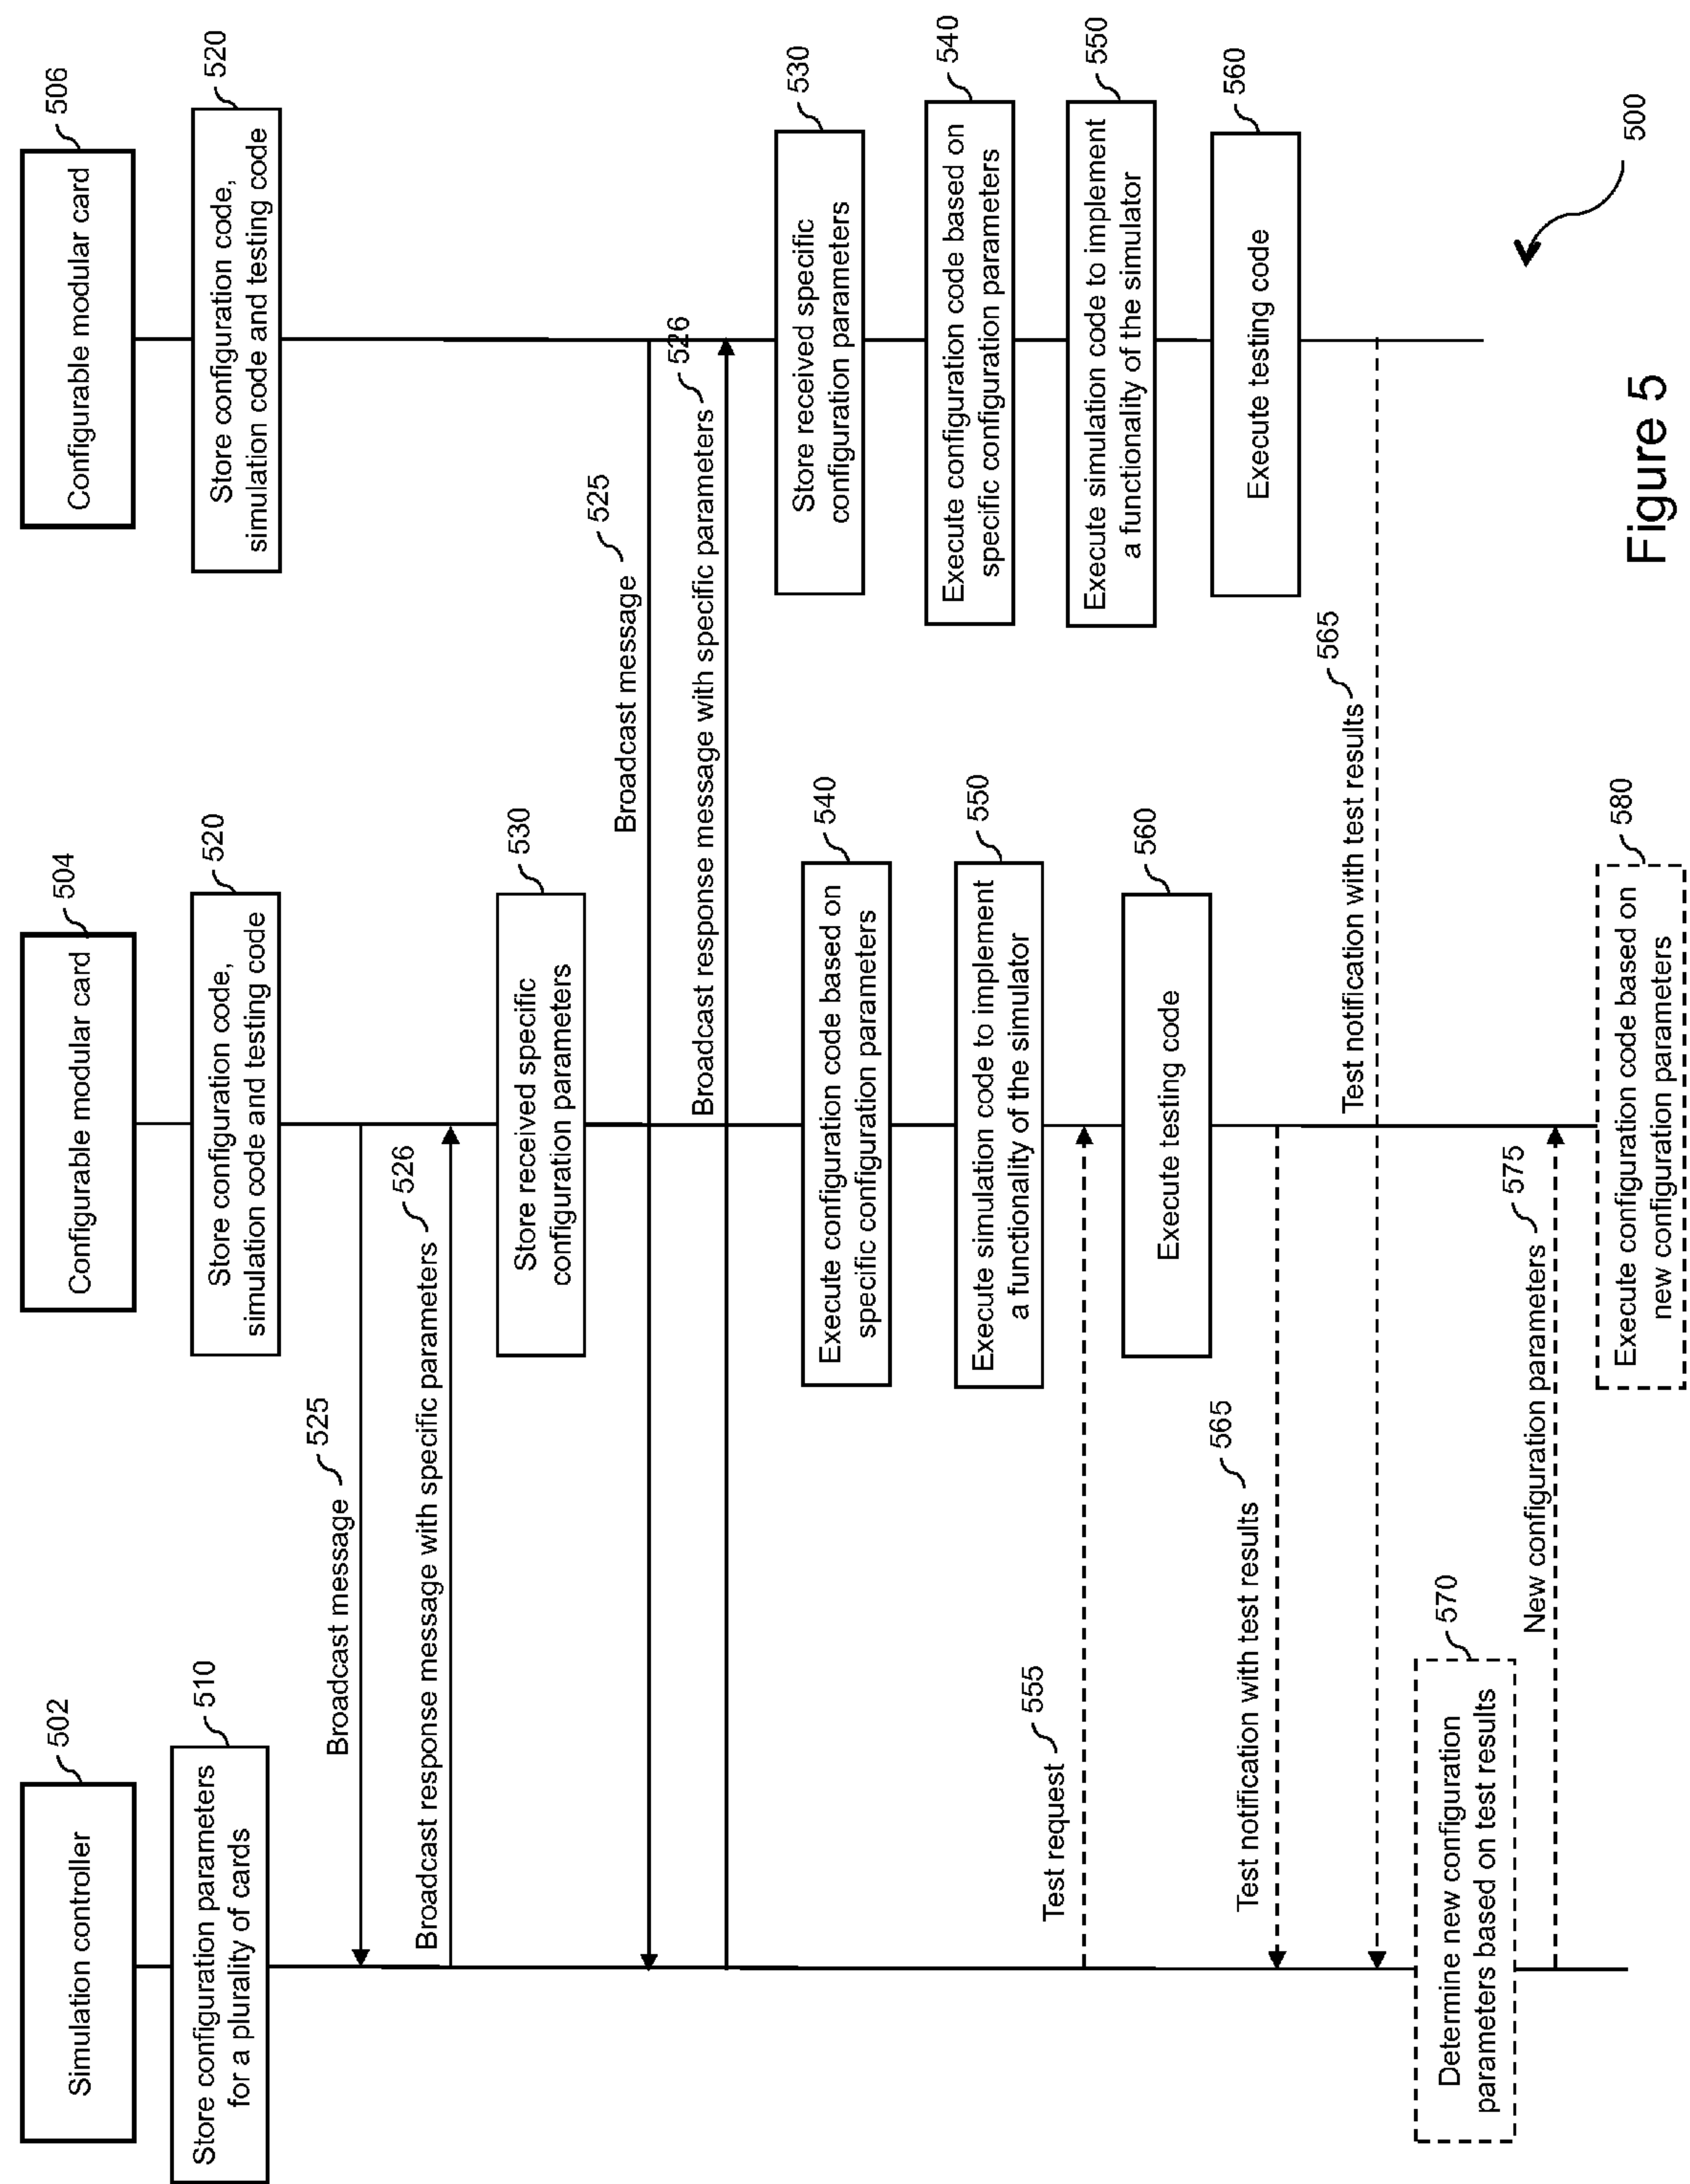 Simulation controller
502
Configurable modular card
504
Configurable modular card
506
Store configuration parameters
for a plurality of cards
510
Store configuration code,
simulation code and testing code
520
Store configuration code,
simulation code and testing code
520
Broadcast message
525
Broadcast response message with specific parameters
526
Store received specific
configuration parameters
530
Broadcast message
525
Broadcast response message with specific parameters
526
Store received specific
configuration parameters
530
Execute configuration code based on
specific configuration parameters
540
Execute configuration code based on
specific configuration parameters
540
Execute simulation code to implement
a functionality of the simulator
550
Execute simulation code to implement
a functionality of the simulator
550
Test request
555
Execute testing code
560
Execute testing code
560
Test notification with test results
565
Test notification with test results
565
Determine new configuration
parameters based on test results
570
New configuration parameters
575
Execute configuration code based on
new configuration parameters
580
500
Figure 5